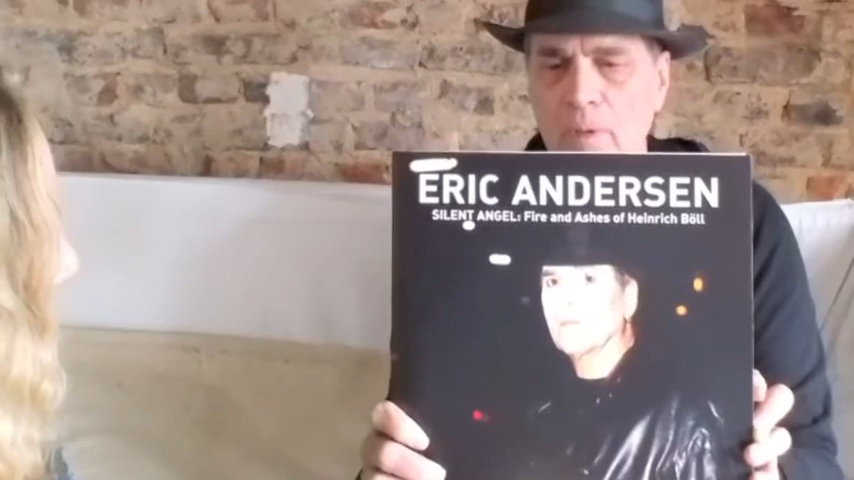 ERIC ANDERSEN
SILENT ANGEL: Fire and Ashes of Heinrich Böll